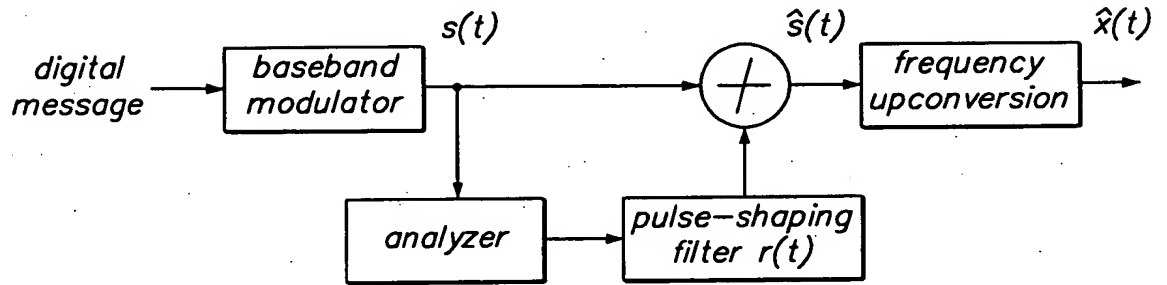 s(t)
ŝ(t)
x̂(t)
digital
message
baseband
modulator
frequency
upconversion
analyzer
pulse-shaping
filter r(t)